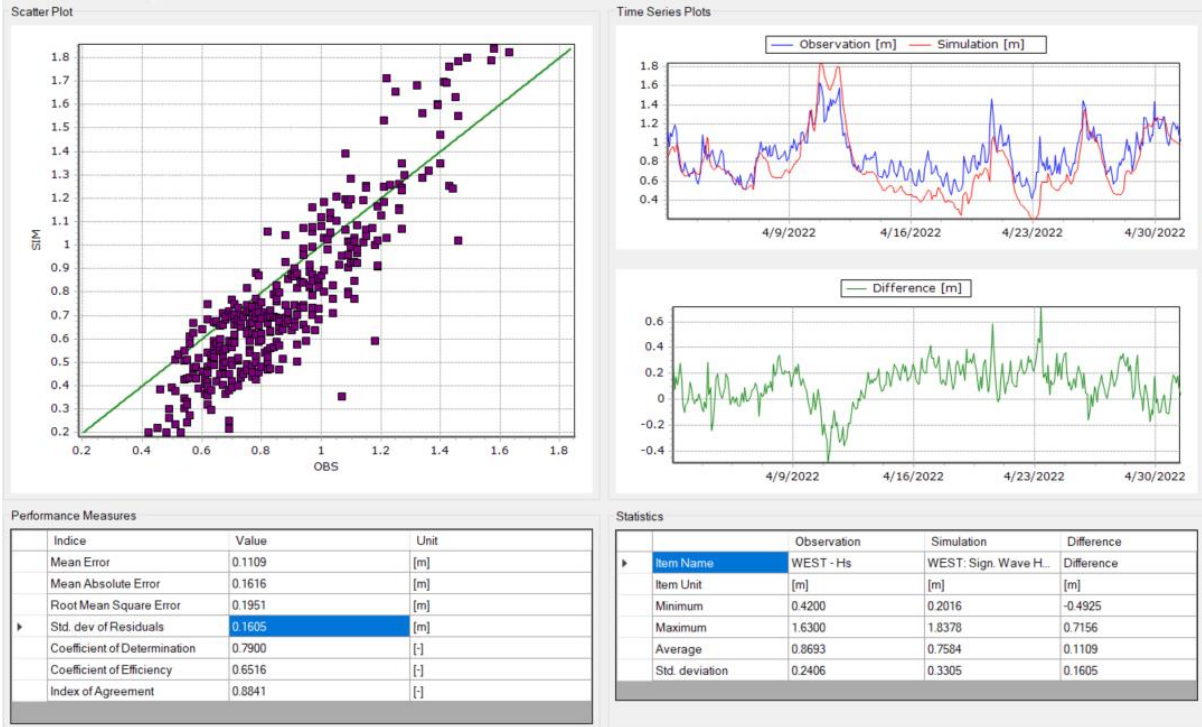 Scatter Plot
1.8
1.7
1.6
1.5
1.4
1.3
1.2
1.1
1
0.9
0.8
0.7
0.6
0.5
0.4
0.3
0.2
SIM
0.2 0.4 0.6 0.8 1 1.2 1.4 1.6 1.8
OBS
Time Series Plots
Observation [m] Simulation [m]
1.8
1.6
1.4
1.2
1
0.8
0.6
0.4
4/9/2022 4/16/2022 4/23/2022 4/30/2022
Difference [m]
0.6
0.4
0.2
0
-0.2
-0.4
4/9/2022 4/16/2022 4/23/2022 4/30/2022
Performance Measures
Indice Value Unit
Mean Error 0.1109 [m]
Mean Absolute Error 0.1616 [m]
Root Mean Square Error 0.1951 [m]
Std. dev of Residuals 0.1605 [m]
Coefficient of Determination 0.7900 [-]
Coefficient of Efficiency 0.6516 [-]
Index of Agreement 0.8841 [-]
Statistics
Observation Simulation Difference
Item Name WEST - Hs WEST: Sign. Wave H... Difference
Item Unit [m] [m] [m]
Minimum 0.4200 0.2016 -0.4925
Maximum 1.6300 1.8378 0.7156
Average 0.8693 0.7584 0.1109
Std. deviation 0.2406 0.3305 0.1605